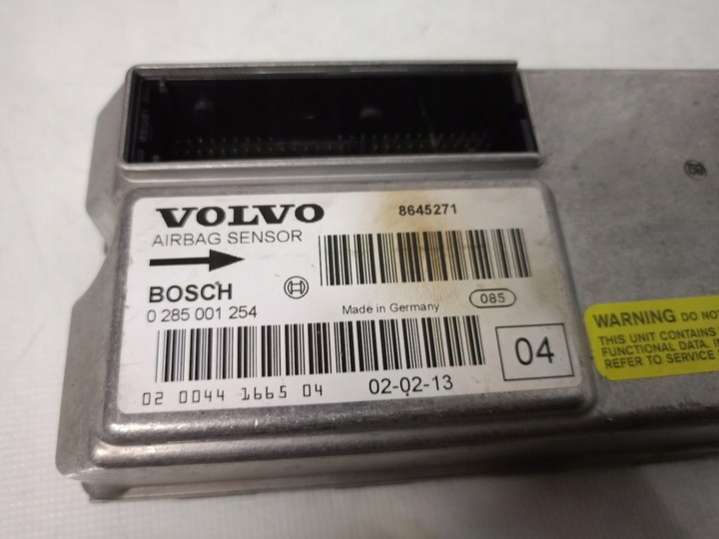 VOLVO
8645271
AIRBAG SENSOR
BOSCH
0 285 001 254
Made in Germany
085
04
02 0044 1665 04
02-02-13
WARNING DO NOT
THIS UNIT CONTAINS
FUNCTIONAL DATA. I
REFER TO SERVICE